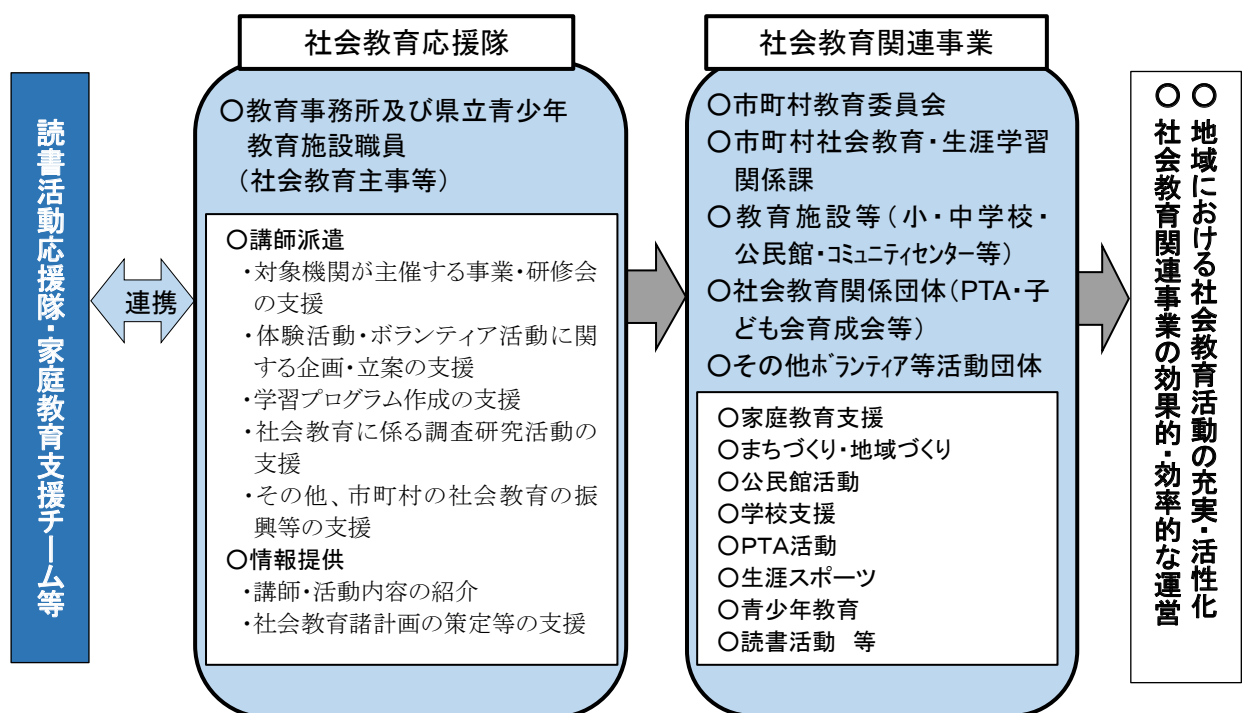 読書活動応援隊・家庭教育支援チーム等
連携
社会教育応援隊
〇教育事務所及び県立青少年
教育施設職員
（社会教育主事等）
〇講師派遣
・対象機関が主催する事業・研修会
の支援
・体験活動・ボランティア活動に関
する企画・立案の支援
・学習プログラム作成の支援
・社会教育に係る調査研究活動の
支援
・その他、市町村の社会教育の振
興等の支援
〇情報提供
・講師・活動内容の紹介
・社会教育諸計画の策定等の支援
社会教育関連事業
〇市町村教育委員会
〇市町村社会教育・生涯学習
関係課
〇教育施設等（小・中学校・
公民館・コミュニティセンター等）
〇社会教育関係団体（PTA・子
ども会育成会等）
〇その他ボランティア等活動団体
〇家庭教育支援
〇まちづくり・地域づくり
〇公民館活動
〇学校支援
〇PTA活動
〇生涯スポーツ
〇青少年教育
〇読書活動　等
〇 地域における社会教育活動の充実・活性化
〇 社会教育関連事業の効果的・効率的な運営